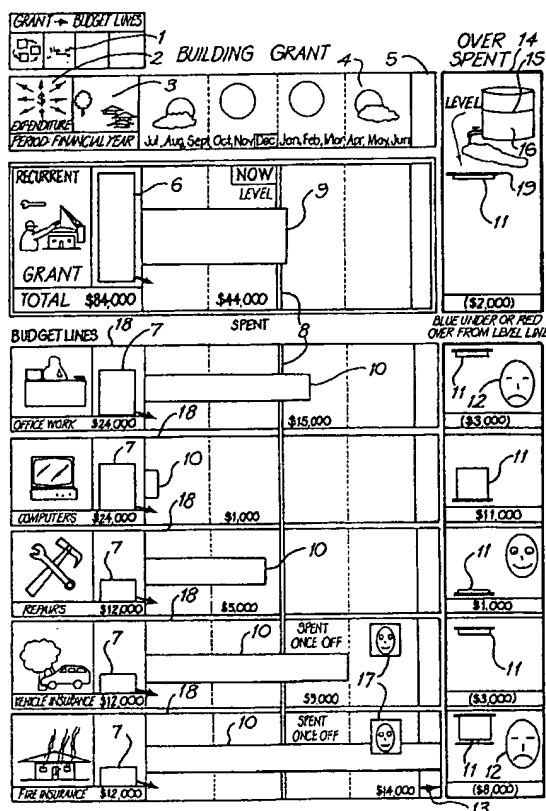 GRANT → BUDGET LINES
1
2
BUILDING GRANT
OVER SPENT
14
15
3
4
5
$
EXPENDITURE
LEVEL
16
PERIOD: FINANCIAL YEAR
Jul, Aug, Sept Oct, Nov Dec Jan, Feb, Mar Apr, May, Jun
19
11
RECURRENT
6
NOW
LEVEL
9
GRANT
TOTAL $84,000 $44,000
($2,000)
SPENT
8
BLUE UNDER OR RED
OVER FROM LEVEL LINE
BUDGET LINES
18
7
10
11
12
OFFICE WORK $24,000 $15,000 ($3,000)
18
7
10
11
COMPUTERS $24,000 $1,000 $11,000
18
7
10
11
REPAIRS $12,000 $5,000 $1,000
18
7
10
SPENT
ONCE OFF
17
11
VEHICLE INSURANCE $12,000 $9,000 ($3,000)
18
7
10
SPENT
ONCE OFF
11
12
FIRE INSURANCE $12,000 $14,000 ($8,000)
13